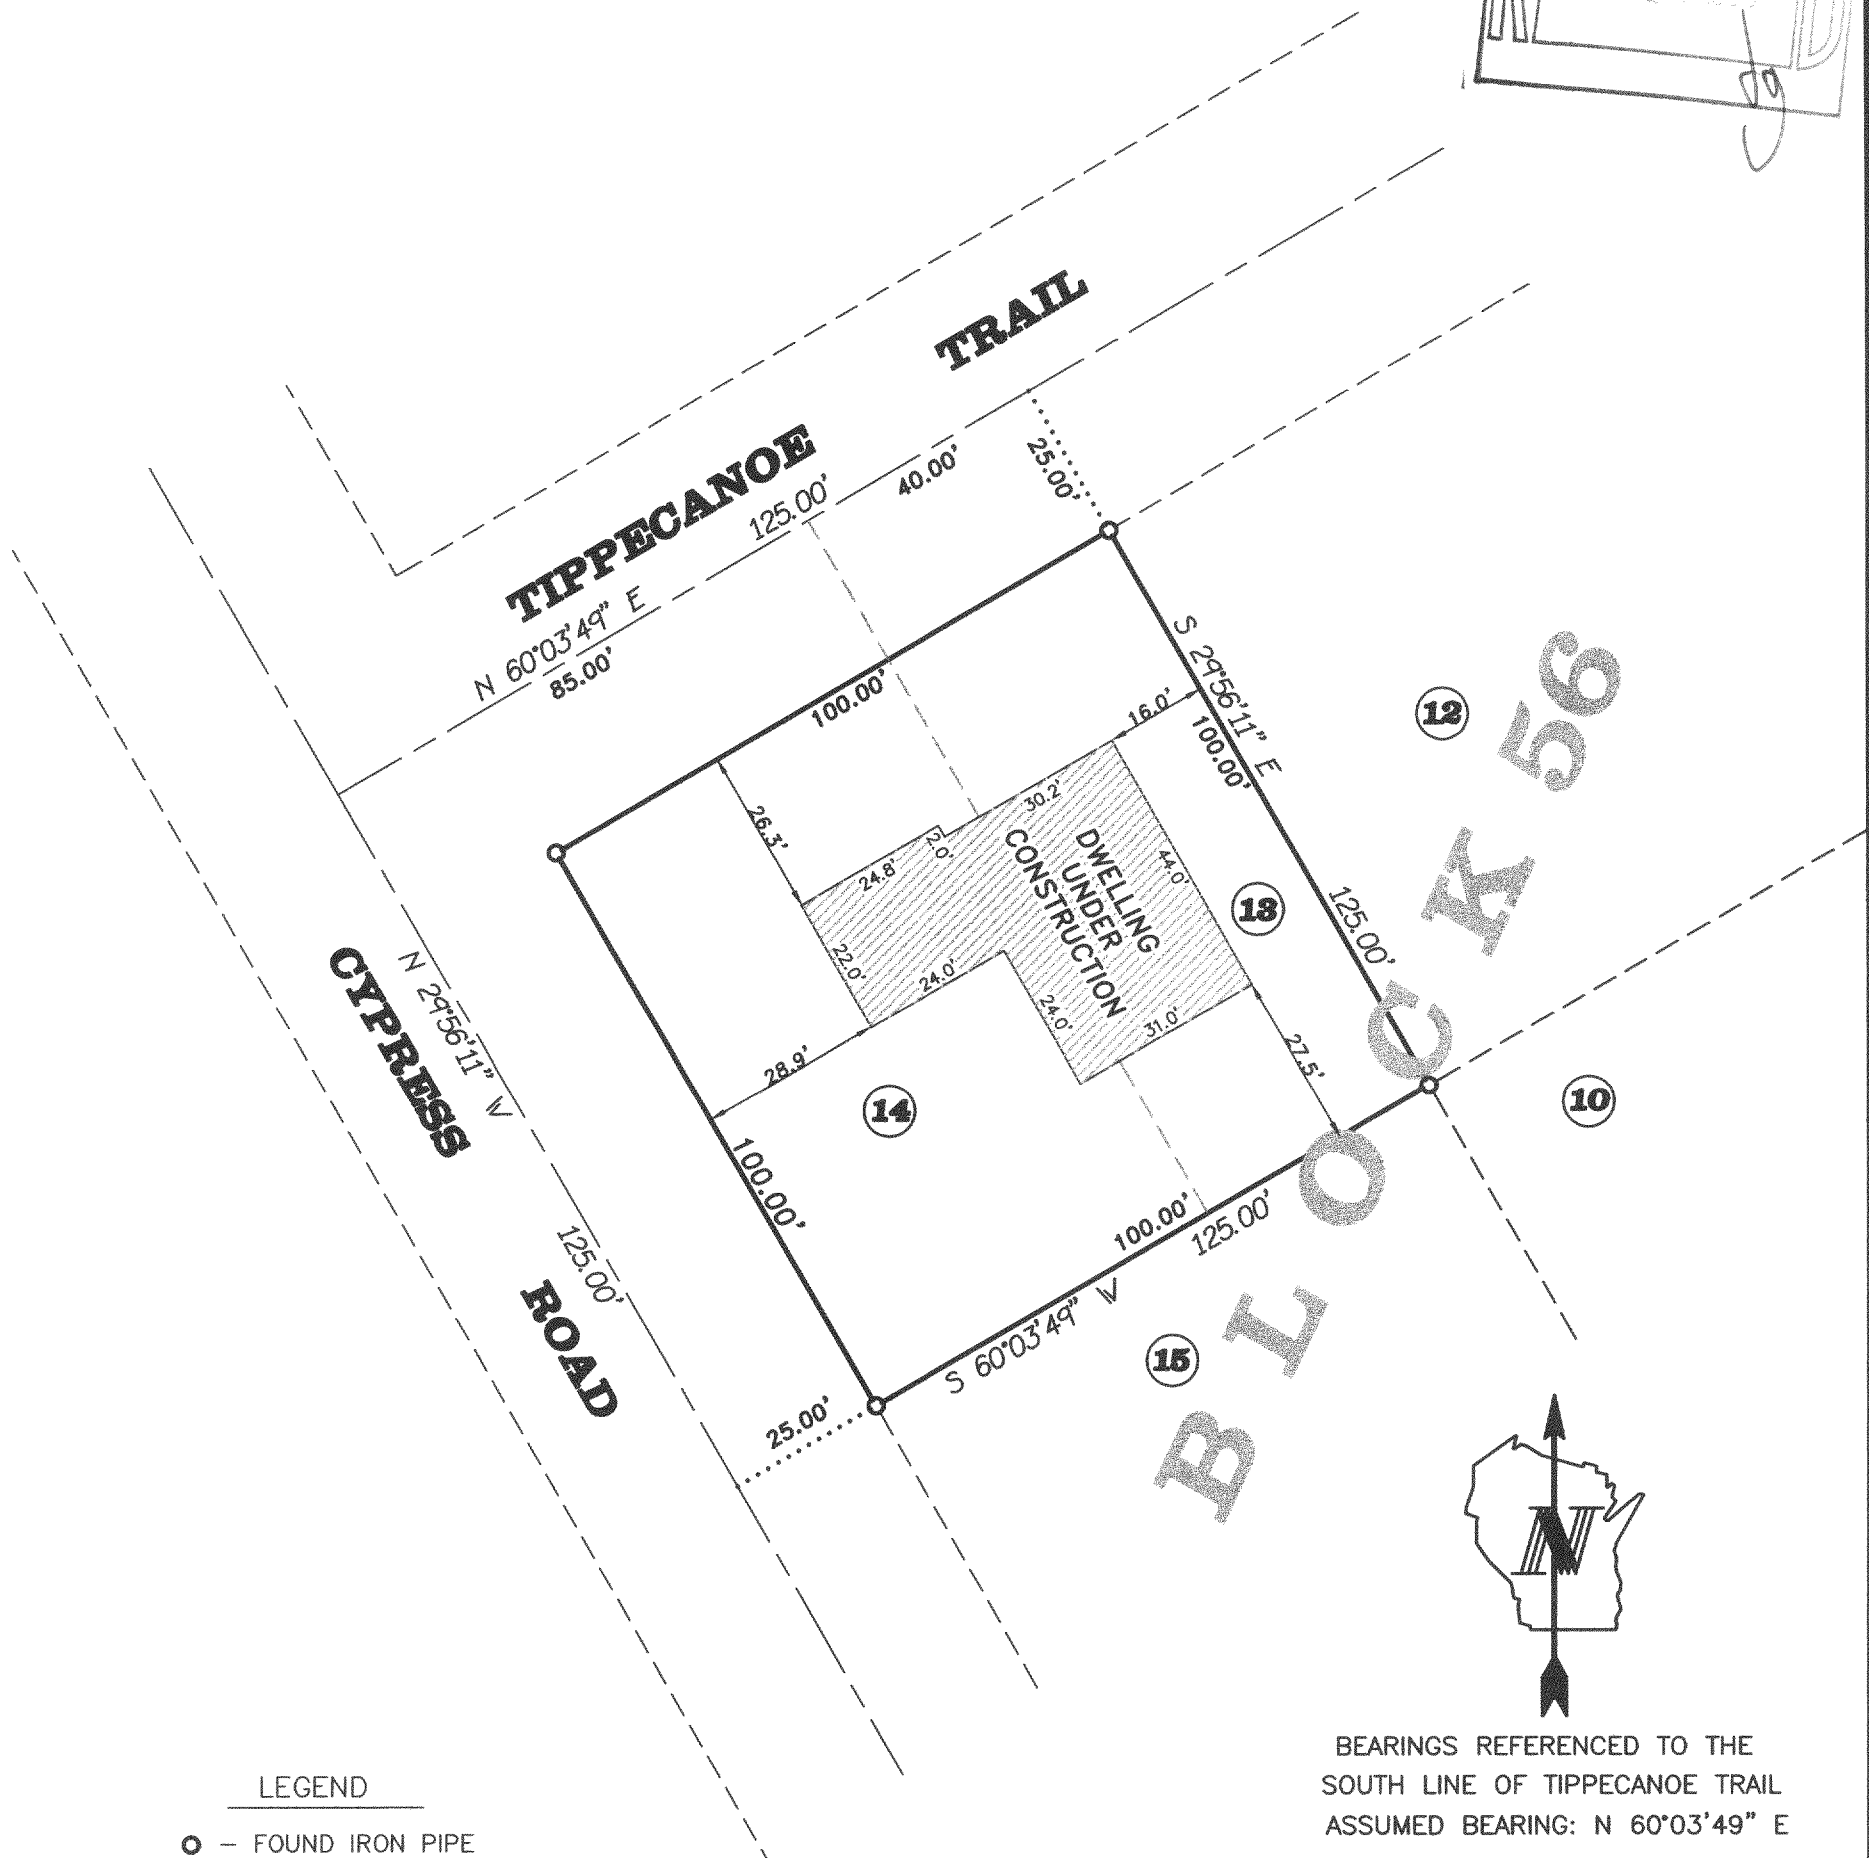 TIPPECANOE TRAIL
N 60°03'49" E
125.00'
85.00'
40.00'
25.00'
100.00'
S 29°56'11" E
100.00'
125.00'
16.0'
26.3'
30.2'
24.8'
2.0'
44.0'
22.0'
24.0'
24.0'
31.0'
27.5'
28.9'
DWELLING
UNDER
CONSTRUCTION
12
13
14
10
15
BLOCK 56
CYPRESS ROAD
N 29°56'11" W
125.00'
100.00'
100.00'
125.00'
S 60°03'49" W
25.00'
N
BEARINGS REFERENCED TO THE
SOUTH LINE OF TIPPECANOE TRAIL
ASSUMED BEARING: N 60°03'49" E
LEGEND
O – FOUND IRON PIPE